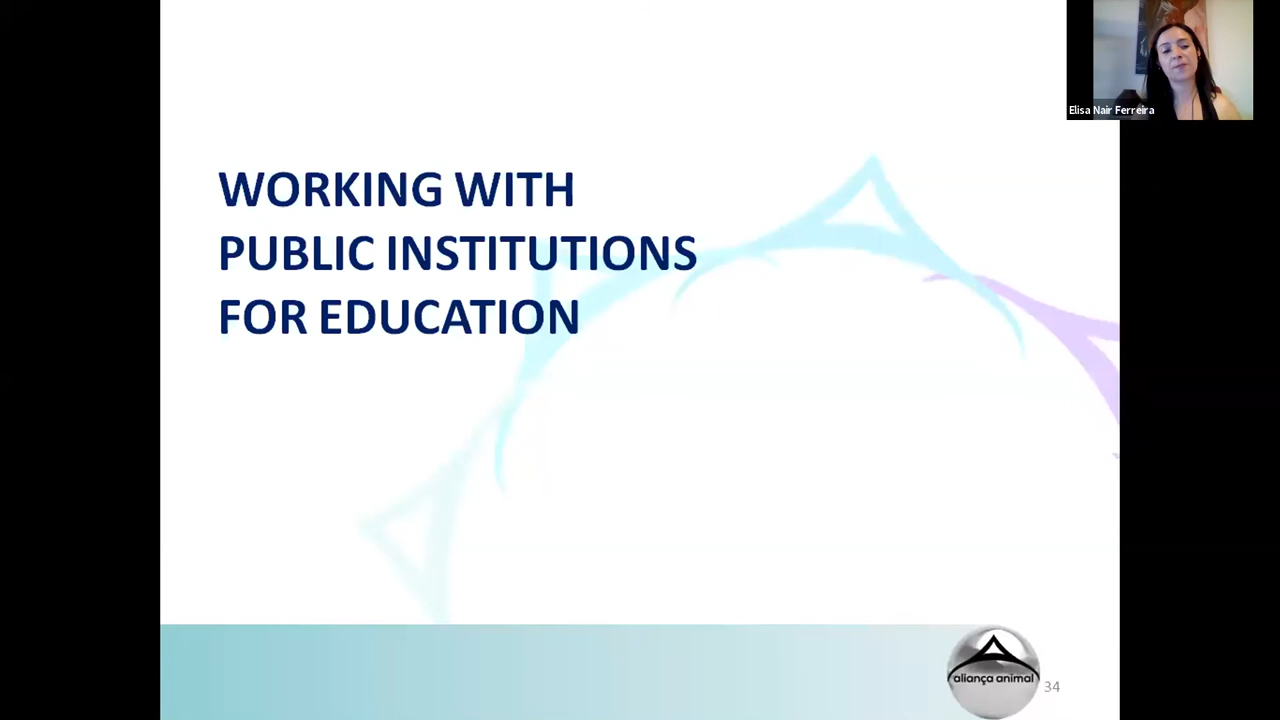 Elisa Nair Ferreira
WORKING WITH
PUBLIC INSTITUTIONS
FOR EDUCATION
aliança animal
34